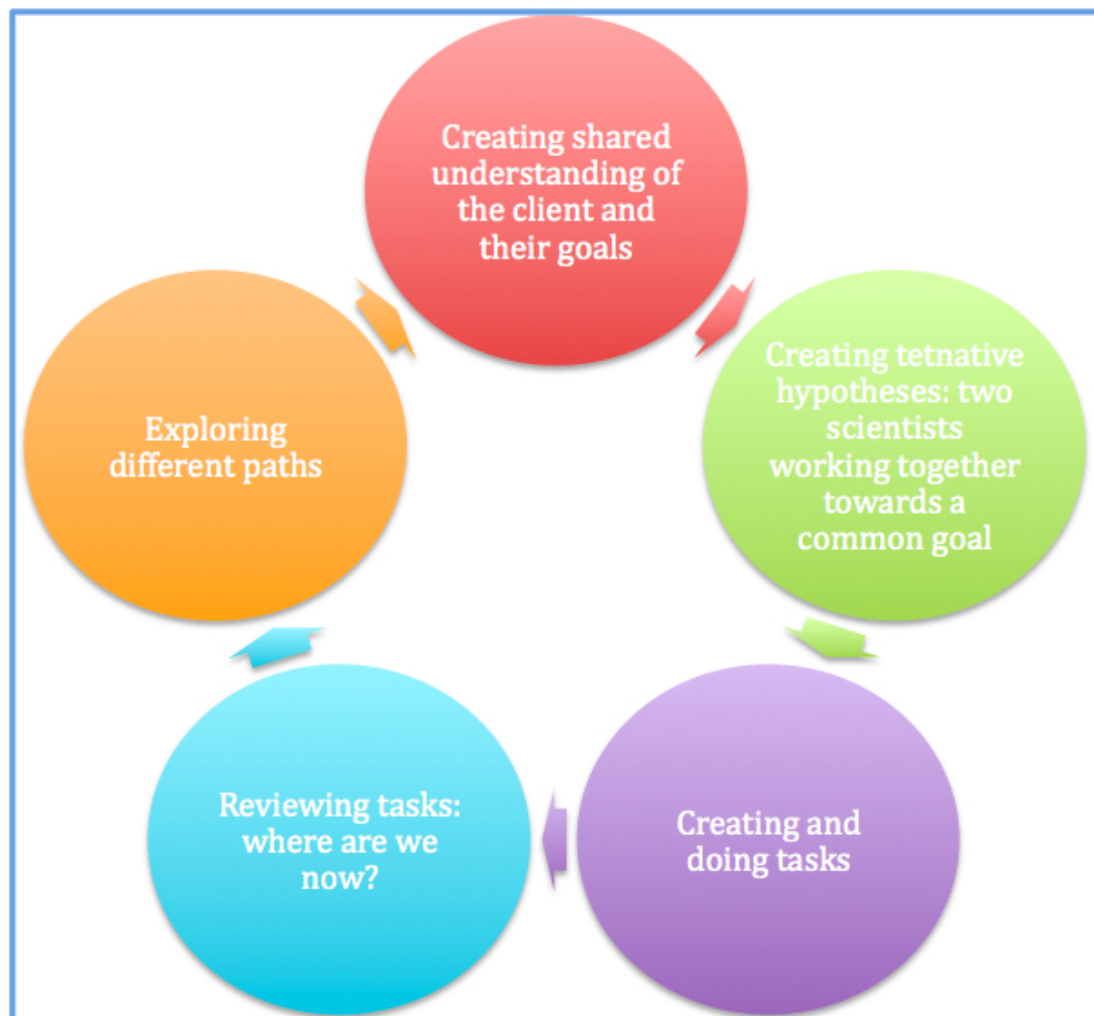 Creating shared
understanding of
the client and
their goals
Creating tetnative
hypotheses: two
scientists
working together
towards a
common goal
Creating and
doing tasks
Reviewing tasks:
where are we
now?
Exploring
different paths